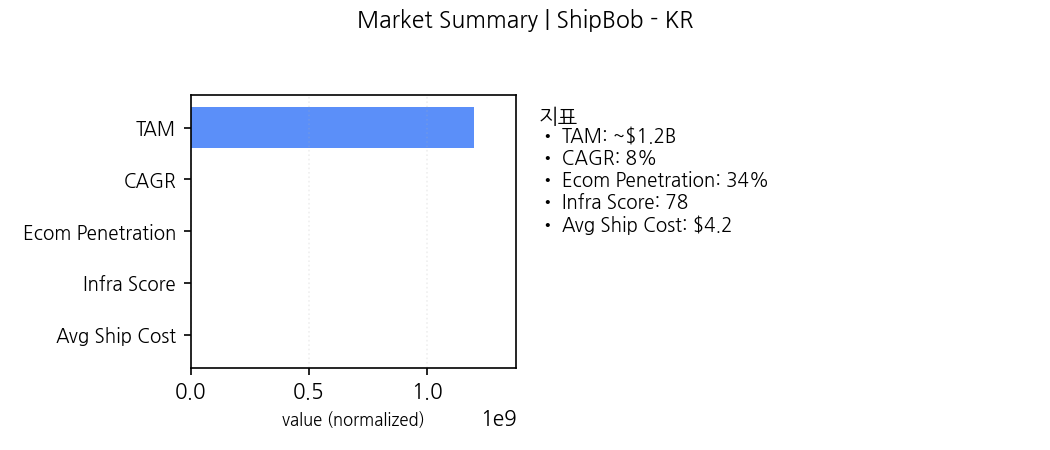 Market Summary | ShipBob - KR
TAM
CAGR
Ecom Penetration
Infra Score
Avg Ship Cost
0.0 0.5 1.0
value (normalized) 1e9
지표
• TAM: ~$1.2B
• CAGR: 8%
• Ecom Penetration: 34%
• Infra Score: 78
• Avg Ship Cost: $4.2